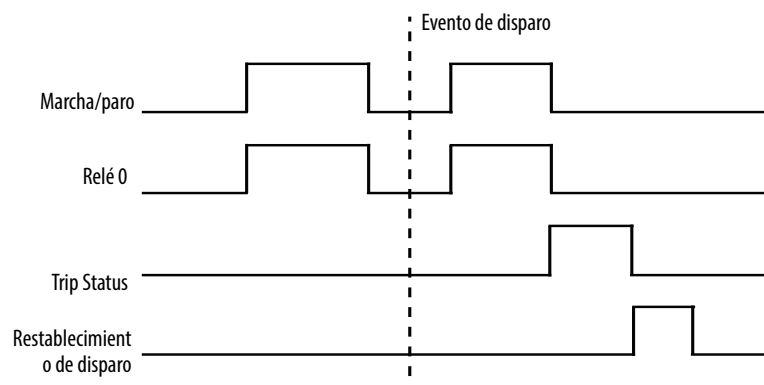 Evento de disparo
Marcha/paro
Relé 0
Trip Status
Restablecimient
o de disparo